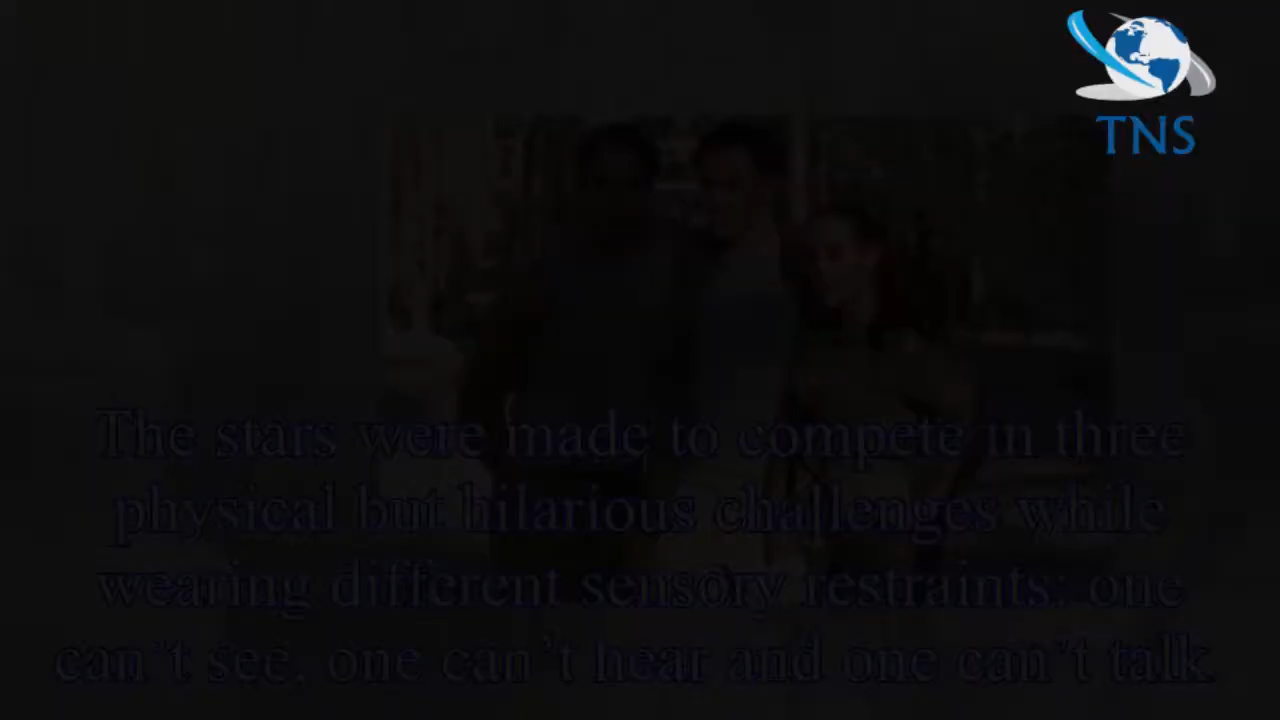 TNS
The stars were made to compete in three
physical but hilarious challenges while
wearing different sensory restraints: one
can't see, one can't hear and one can't talk